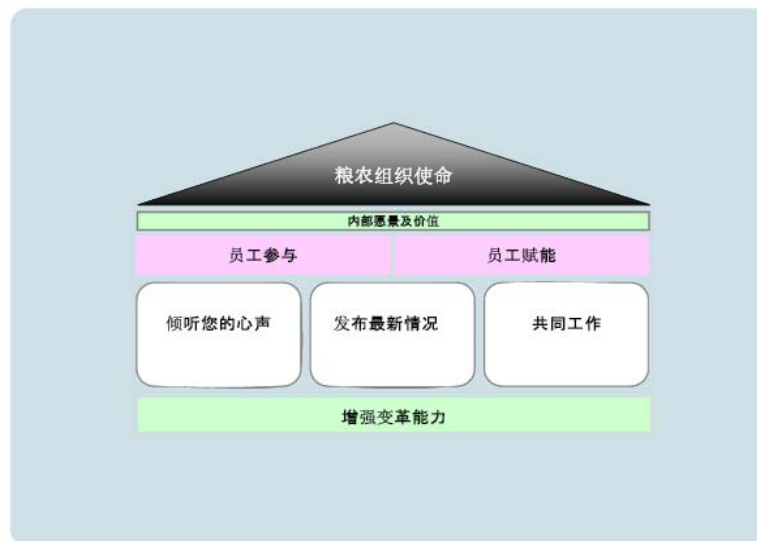 粮农组织使命
内部愿景及价值
员工参与
员工赋能
倾听您的心声
发布最新情况
共同工作
增强变革能力